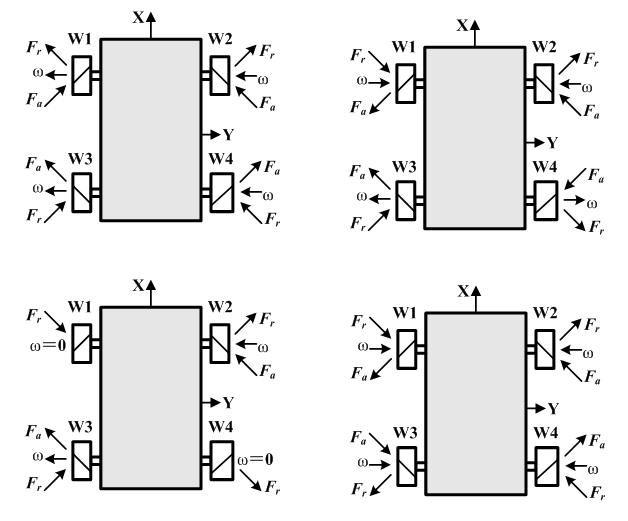 X
W1 W2
Fr Fr
ω ω
Fa Fa
Y
W3 W4
Fa Fa
ω ω
Fr Fr
X
W1 W2
Fr Fr
ω ω
Fa Fa
Y
W3 W4
Fa Fa
ω ω
Fr Fr
X
W1 W2
Fr Fr
ω=0 ω
Fa
Y
W3 W4
Fa
ω ω=0
Fr Fr
X
W1 W2
Fr Fr
ω ω
Fa Fa
Y
W3 W4
Fa Fa
ω ω
Fr Fr